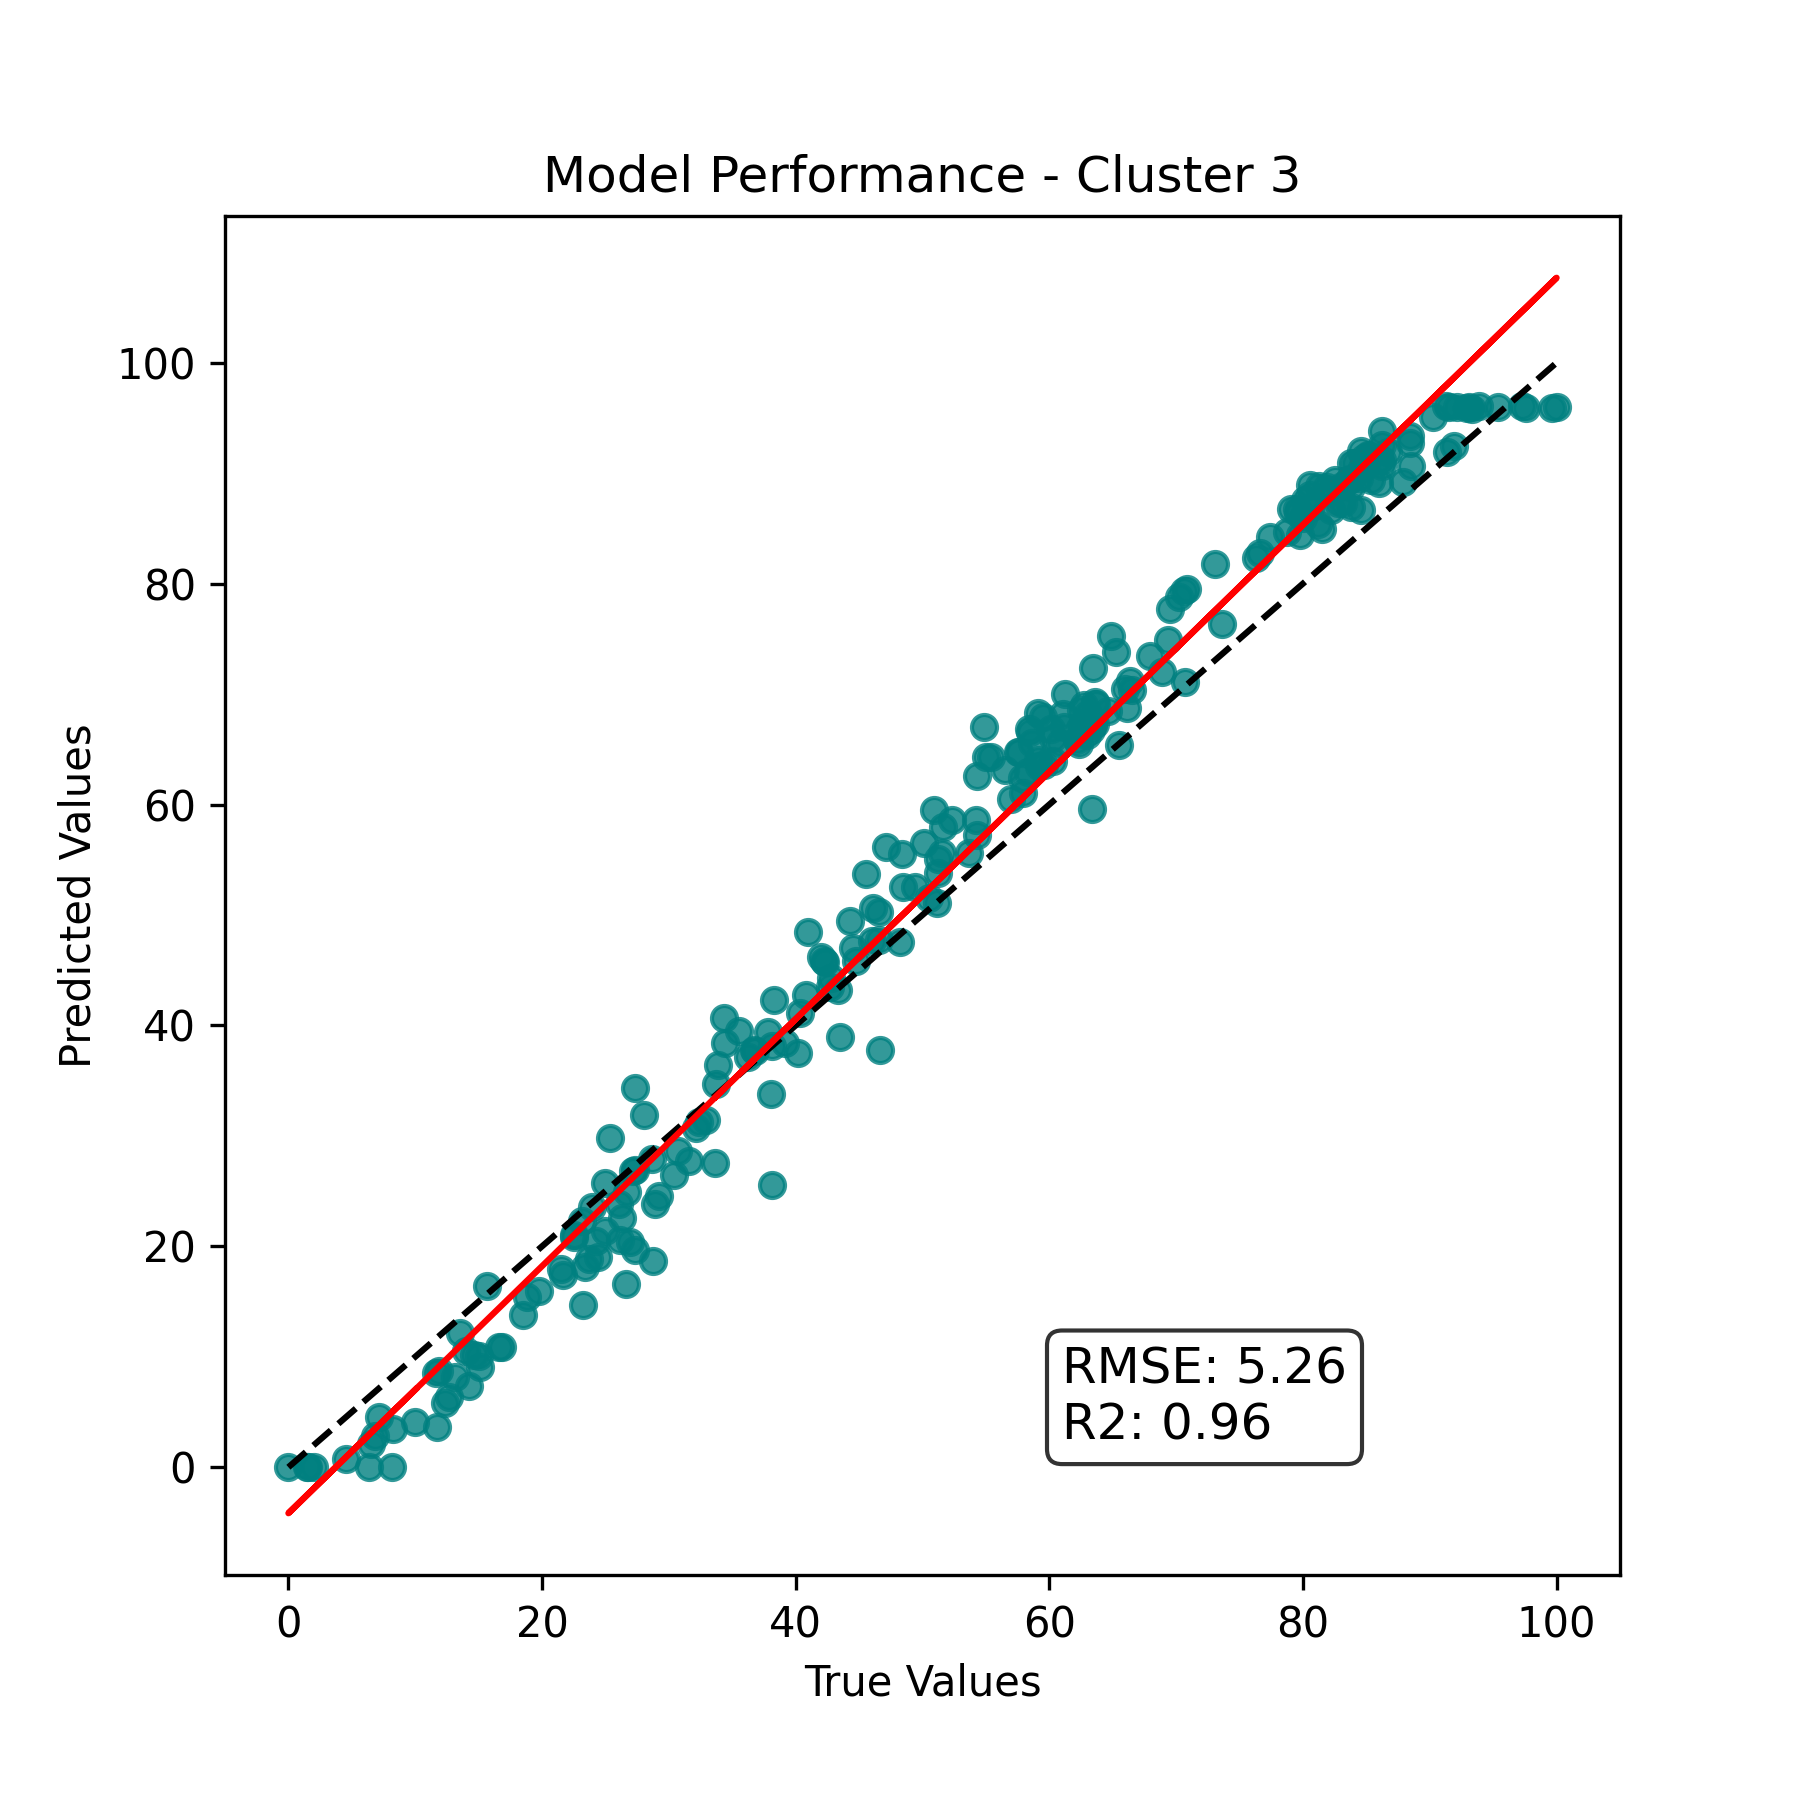 Model Performance - Cluster 3
Predicted Values
100
80
60
40
20
0
RMSE: 5.26
R2: 0.96
0 20 40 60 80 100
True Values